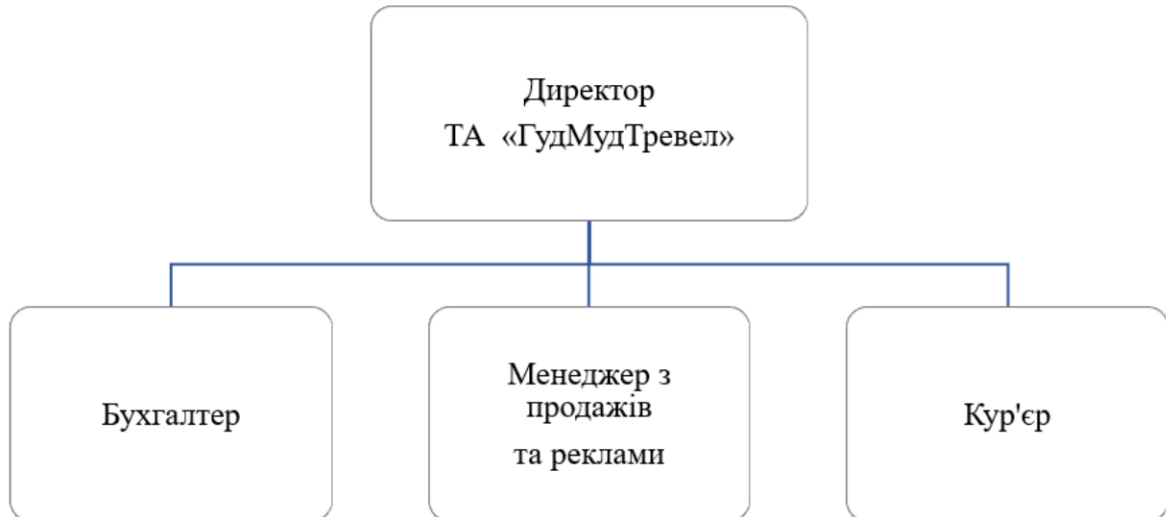 Директор
ТА «ГудМудТревел»
Бухгалтер
Менеджер з
продажів
та реклами
Кур'єр